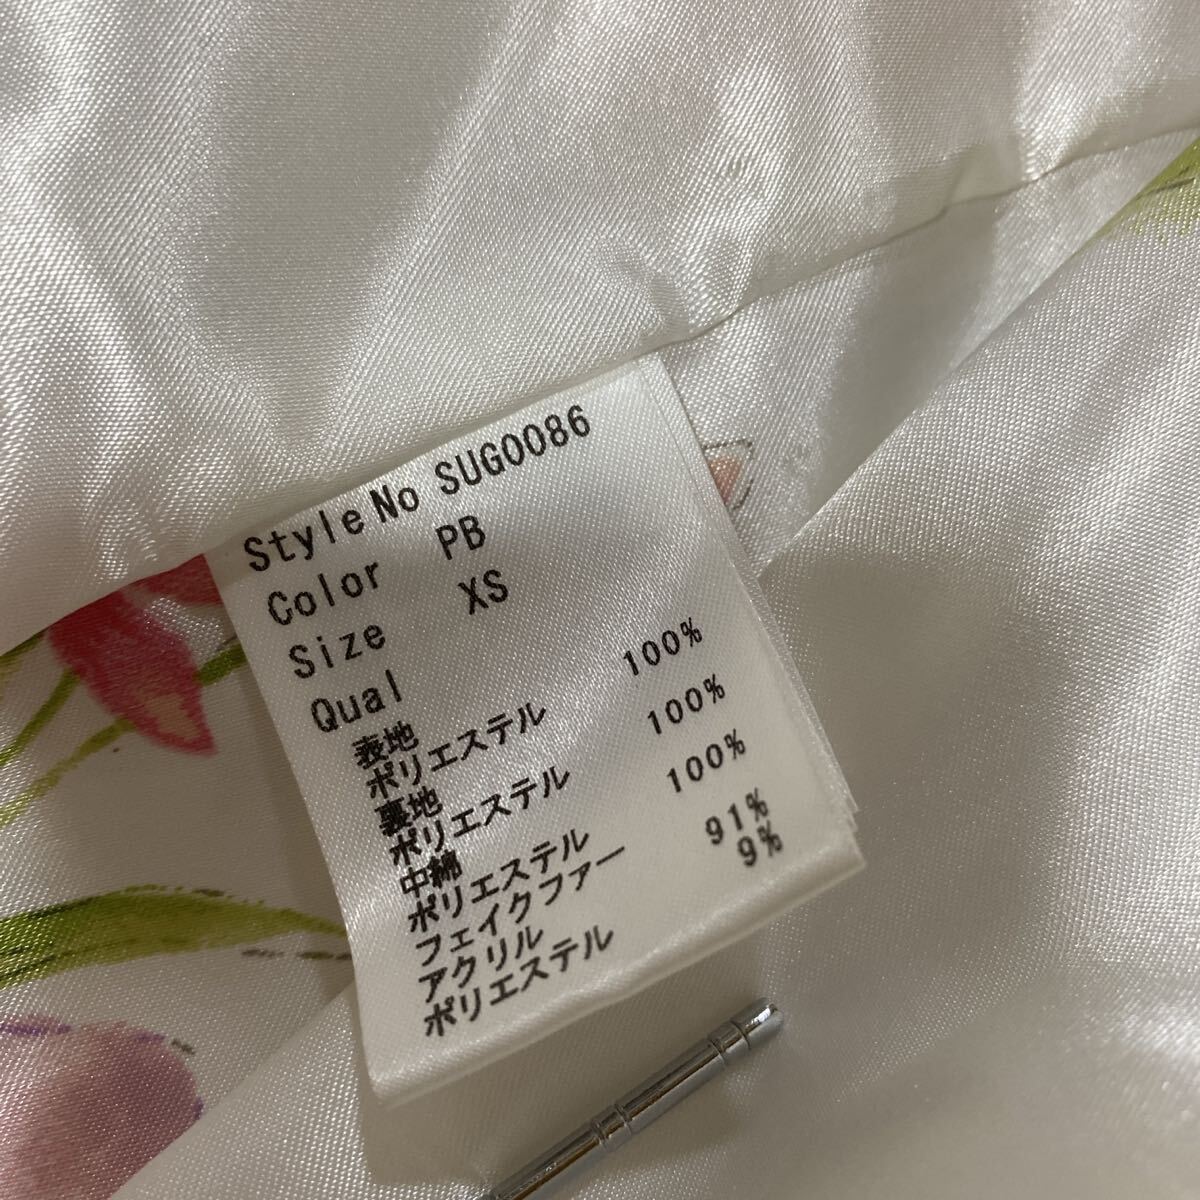 Style No SUG0086
Color PB
Size XS
Qual
表地
ポリエステル 100%
裏地
ポリエステル 100%
中綿
ポリエステル 100%
フェイクファー
アクリル 91%
ポリエステル 9%